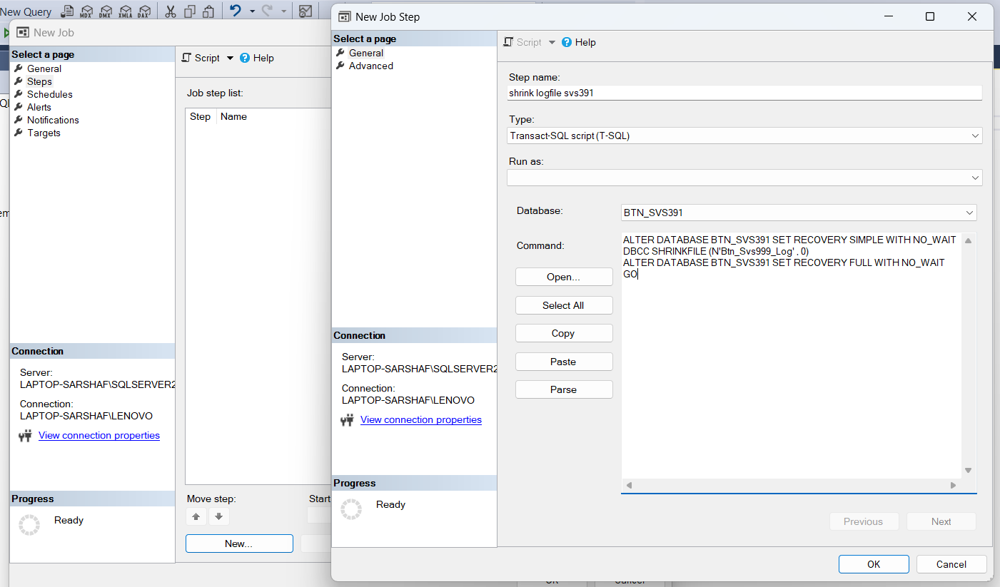 New Query
MDX
DMX
XMLA
DAX
New Job
Select a page
General
Steps
Schedules
Alerts
Notifications
Targets
Script
Help
Job step list:
Step
Name
Connection
Server:
LAPTOP-SARSHAF\SQLSERVER2
Connection:
LAPTOP-SARSHAF\LENOVO
View connection properties
Progress
Ready
Move step:
Start
New...
New Job Step
Select a page
General
Advanced
Connection
Server:
LAPTOP-SARSHAF\SQLSERVER2
Connection:
LAPTOP-SARSHAF\LENOVO
View connection properties
Progress
Ready
Script
Help
Step name:
shrink logfile svs391
Type:
Transact-SQL script (T-SQL)
Run as:
Database:
BTN_SVS391
Command:
ALTER DATABASE BTN_SVS391 SET RECOVERY SIMPLE WITH NO_WAIT
DBCC SHRINKFILE (N'Btn_Svs999_Log' , 0)
ALTER DATABASE BTN_SVS391 SET RECOVERY FULL WITH NO_WAIT
GO
Open...
Select All
Copy
Paste
Parse
Previous
Next
OK
Cancel